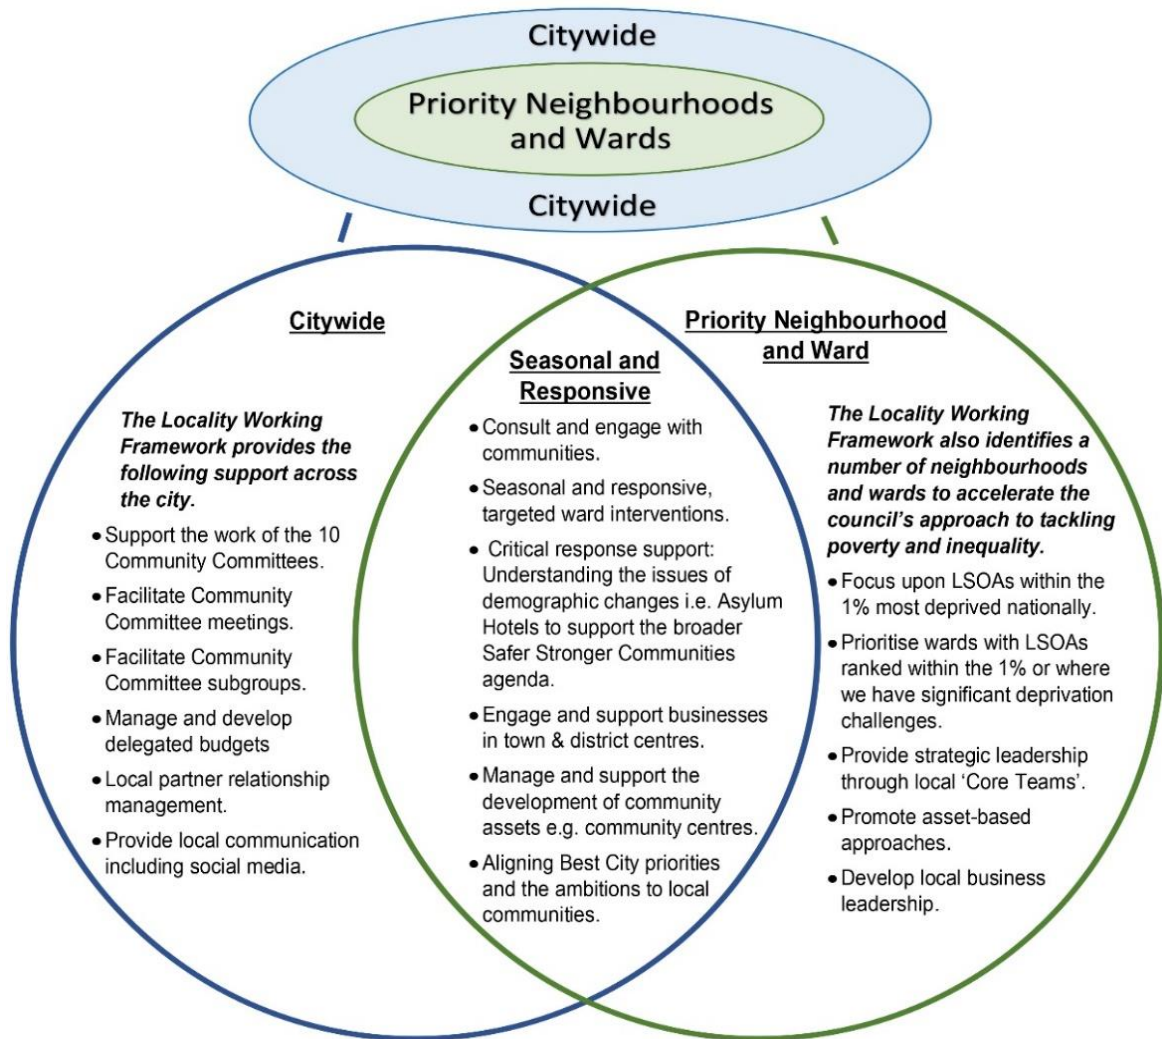 Citywide
Priority Neighbourhoods
and Wards
Citywide
Citywide
The Locality Working
Framework provides the
following support across
the city.
• Support the work of the 10
Community Committees.
• Facilitate Community
Committee meetings.
• Facilitate Community
Committee subgroups.
• Manage and develop
delegated budgets
• Local partner relationship
management.
• Provide local communication
including social media.
Seasonal and
Responsive
• Consult and engage with
communities.
• Seasonal and responsive,
targeted ward interventions.
• Critical response support:
Understanding the issues of
demographic changes i.e. Asylum
Hotels to support the broader
Safer Stronger Communities
agenda.
• Engage and support businesses
in town & district centres.
• Manage and support the
development of community
assets e.g. community centres.
• Aligning Best City priorities
and the ambitions to local
communities.
Priority Neighbourhood
and Ward
The Locality Working
Framework also identifies a
number of neighbourhoods
and wards to accelerate the
council's approach to tackling
poverty and inequality.
• Focus upon LSOAs within the
1% most deprived nationally.
• Prioritise wards with LSOAs
ranked within the 1% or where
we have significant deprivation
challenges.
• Provide strategic leadership
through local ‘Core Teams’.
• Promote asset-based
approaches.
• Develop local business
leadership.